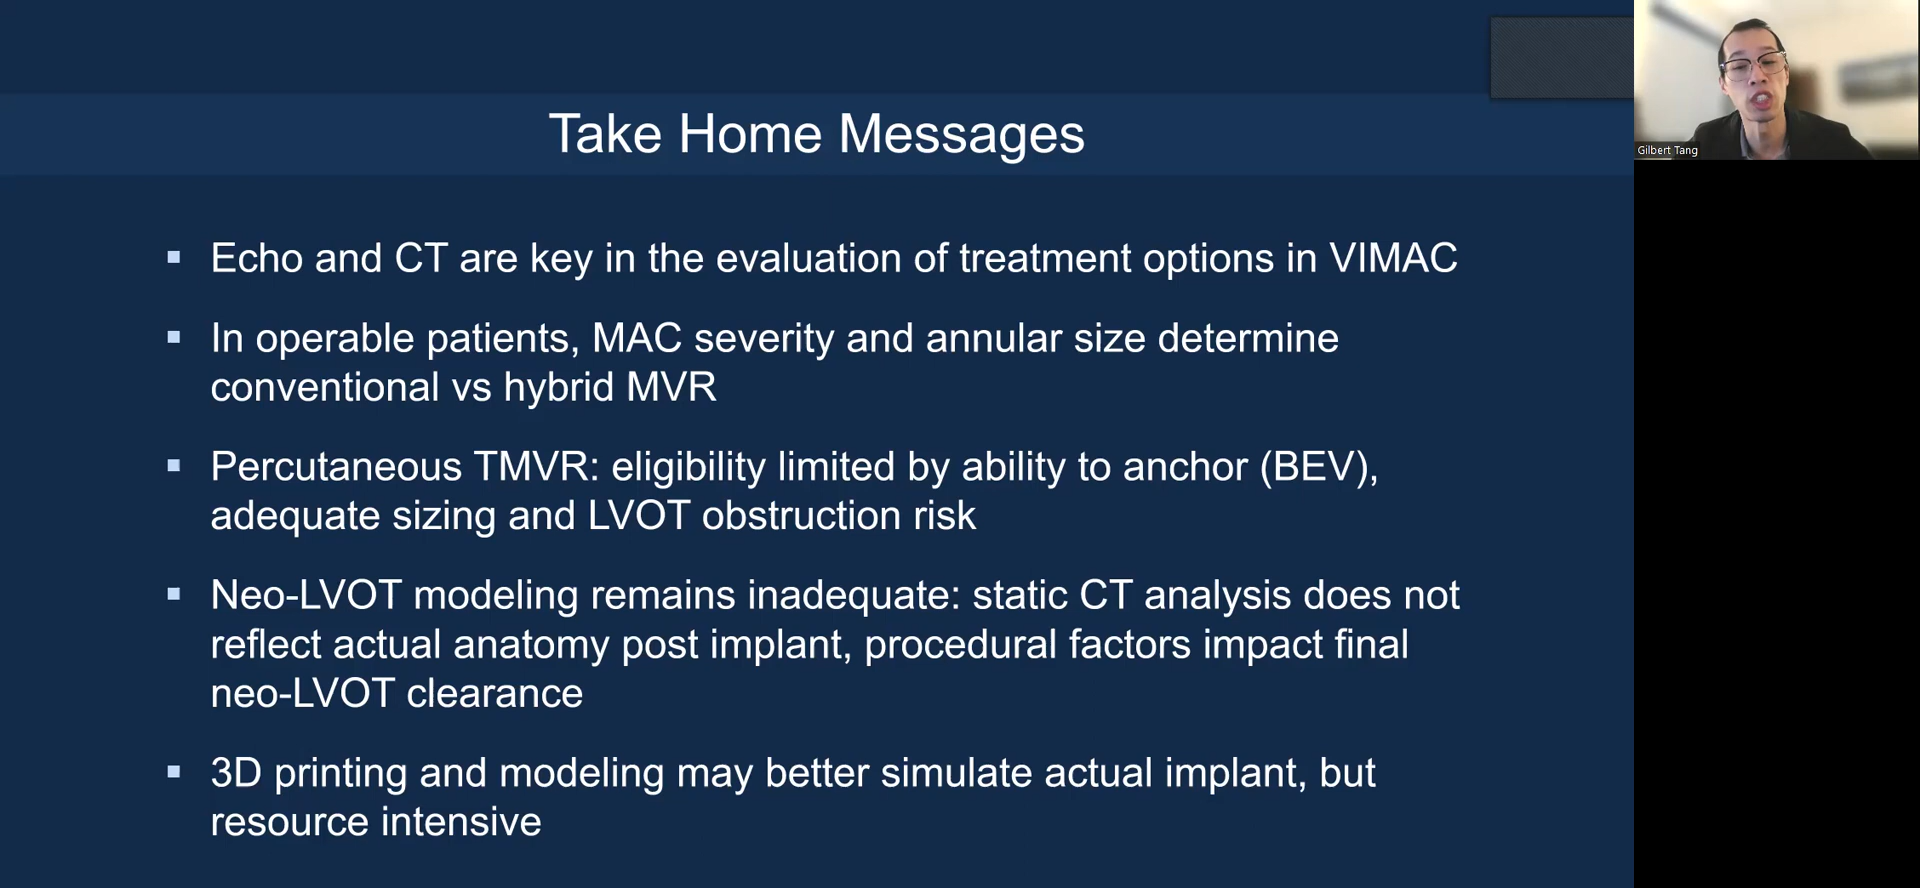 Take Home Messages
Gilbert Tang
▪ Echo and CT are key in the evaluation of treatment options in VIMAC
▪ In operable patients, MAC severity and annular size determine
conventional vs hybrid MVR
▪ Percutaneous TMVR: eligibility limited by ability to anchor (BEV),
adequate sizing and LVOT obstruction risk
▪ Neo-LVOT modeling remains inadequate: static CT analysis does not
reflect actual anatomy post implant, procedural factors impact final
neo-LVOT clearance
▪ 3D printing and modeling may better simulate actual implant, but
resource intensive